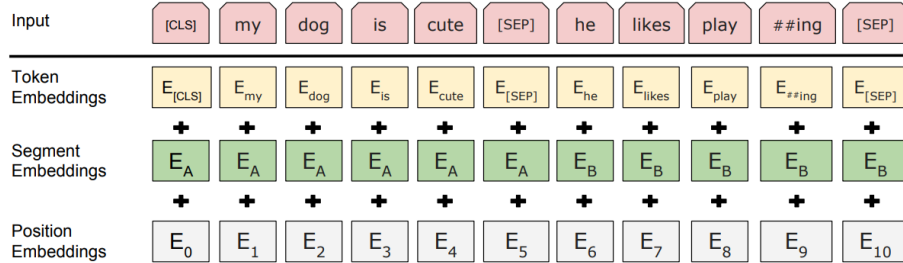 Input [CLS] my dog is cute [SEP] he likes play ##ing [SEP]
Token Embeddings E[CLS] Emy Edog Eis Ecute E[SEP] Ehe Elikes Eplay E##ing E[SEP]
+ + + + + + + + + + +
Segment Embeddings EA EA EA EA EA EA EB EB EB EB EB
+ + + + + + + + + + +
Position Embeddings E0 E1 E2 E3 E4 E5 E6 E7 E8 E9 E10